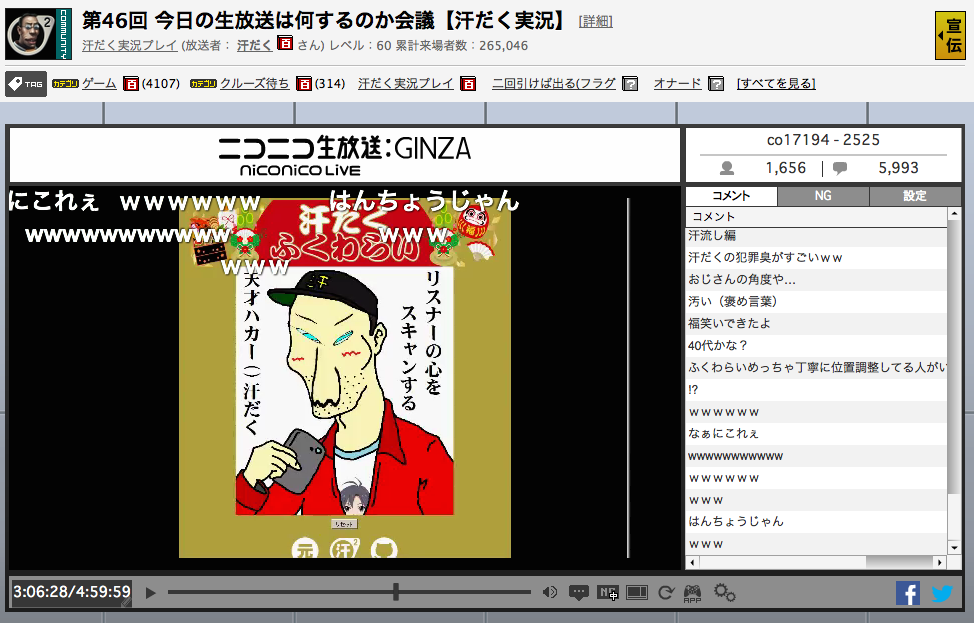 第46回 今日の生放送は何するのか会議【汗だく実況】 [詳細]
COMMUNITY
汗だく実況プレイ (放送者： 汗だく 百 さん) レベル：60 累計来場者数：265,046
宣伝
TAG カテゴリ ゲーム 百 (4107) カテゴリ クルーズ待ち 百 (314) 汗だく実況プレイ 百 二回引けば出る(フラグ ? オナード ? [すべてを見る]
ニコニコ生放送:GINZA
niconico LiVE
co17194 - 2525
1,656 | 5,993
コメント NG 設定
コメント
汗流し編
汗だくの犯罪臭がすごいｗｗ
おじさんの角度や…
汚い（褒め言葉）
福笑いできたよ
40代かな？
ふくわらいめっちゃ丁寧に位置調整してる人がい
!?
ｗｗｗｗｗｗ
なぁにこれぇ
wwwwwwwwwww
ｗｗｗｗｗｗ
ｗｗｗ
はんちょうじゃん
ｗｗｗ
にこれぇ ｗｗｗｗｗｗ はんちょうじゃん
wwwwwwwwwww ｗｗｗ
ｗｗｗ
汗だく
ふくわらい
福
汗
リスナーの心を
スキャンする
天才ハカー()汗だく
リセット
元 汗2
3:06:28/4:59:59
APP